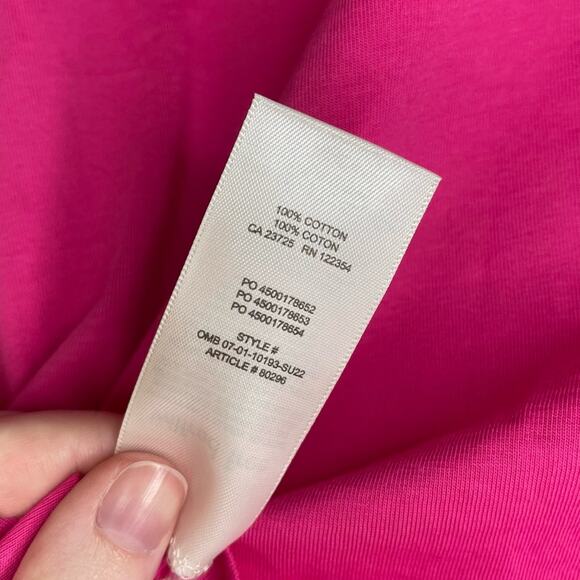 100% COTTON
100% COTON
CA 23725 RN 122354
PO 4500178652
PO 4500178653
PO 4500178654
STYLE #
OMB 07-01-10193-SU22
ARTICLE # 80296